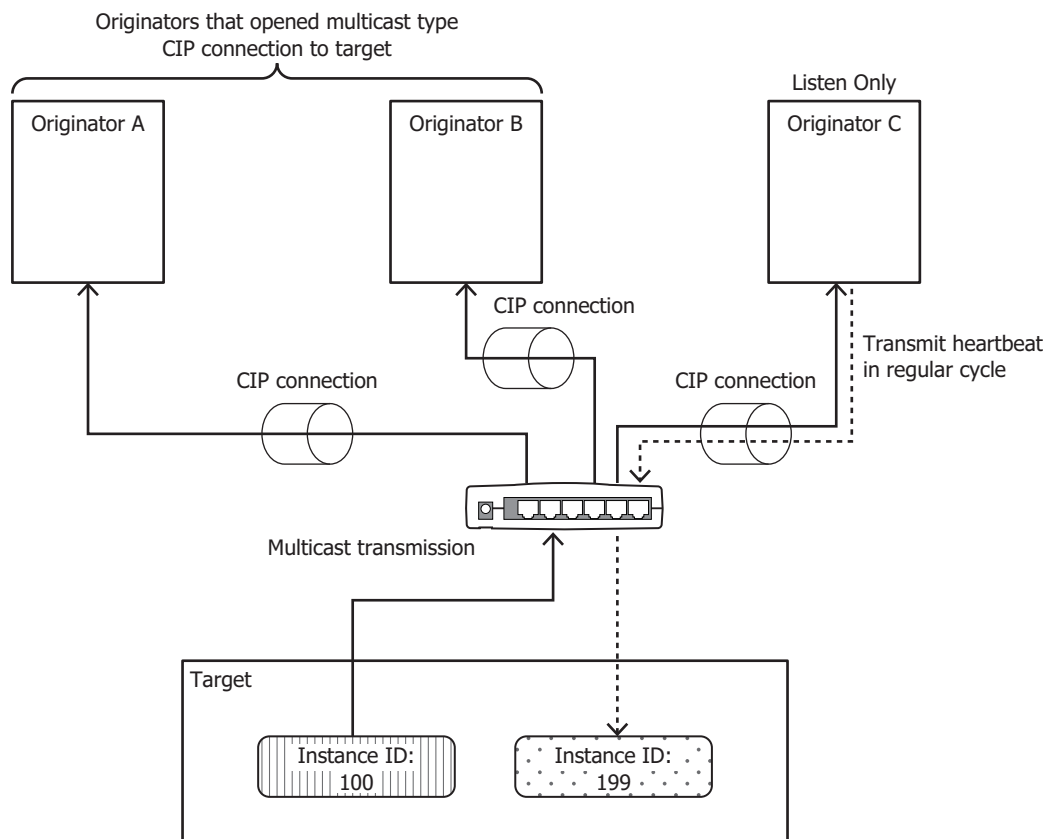 Originators that opened multicast type
CIP connection to target
Listen Only
Originator A
Originator B
Originator C
CIP connection
Transmit heartbeat
in regular cycle
CIP connection
CIP connection
Multicast transmission
Target
Instance ID:
100
Instance ID:
199